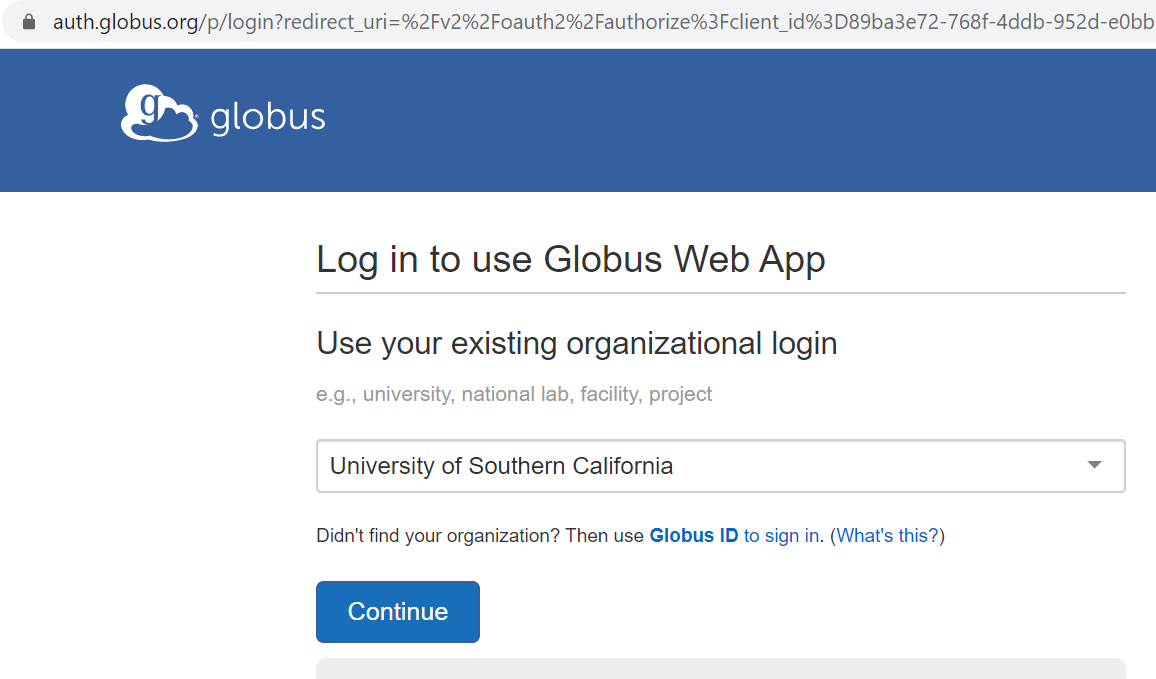 auth.globus.org/p/login?redirect_uri=%2Fv2%2Foauth2%2Fauthorize%3Fclient_id%3D89ba3e72-768f-4ddb-952d-e0bb
g globus
Log in to use Globus Web App
Use your existing organizational login
e.g., university, national lab, facility, project
University of Southern California
Didn't find your organization? Then use Globus ID to sign in. (What's this?)
Continue